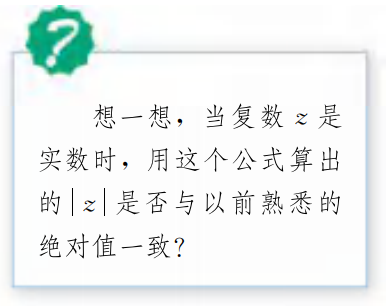 ?
想一想，当复数 z 是
实数时，用这个公式算出
的|z|是否与以前熟悉的
绝对值一致?